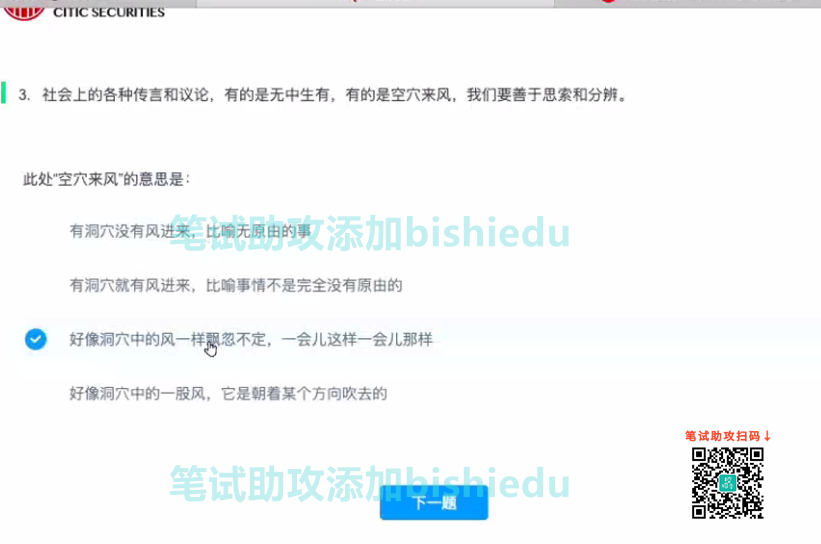 CITIC SECURITIES
3. 社会上的各种传言和议论，有的是无中生有，有的是空穴来风，我们要善于思索和分辨。
此处“空穴来风”的意思是：
有洞穴没有风进来，比喻无原由的事
笔试助攻添加bishiedu
有洞穴就有风进来，比喻事情不是完全没有原由的
好像洞穴中的风一样飘忽不定，一会儿这样一会儿那样
好像洞穴中的一股风，它是朝着某个方向吹去的
笔试助攻扫码↓
笔试助攻添加bishiedu
下一题